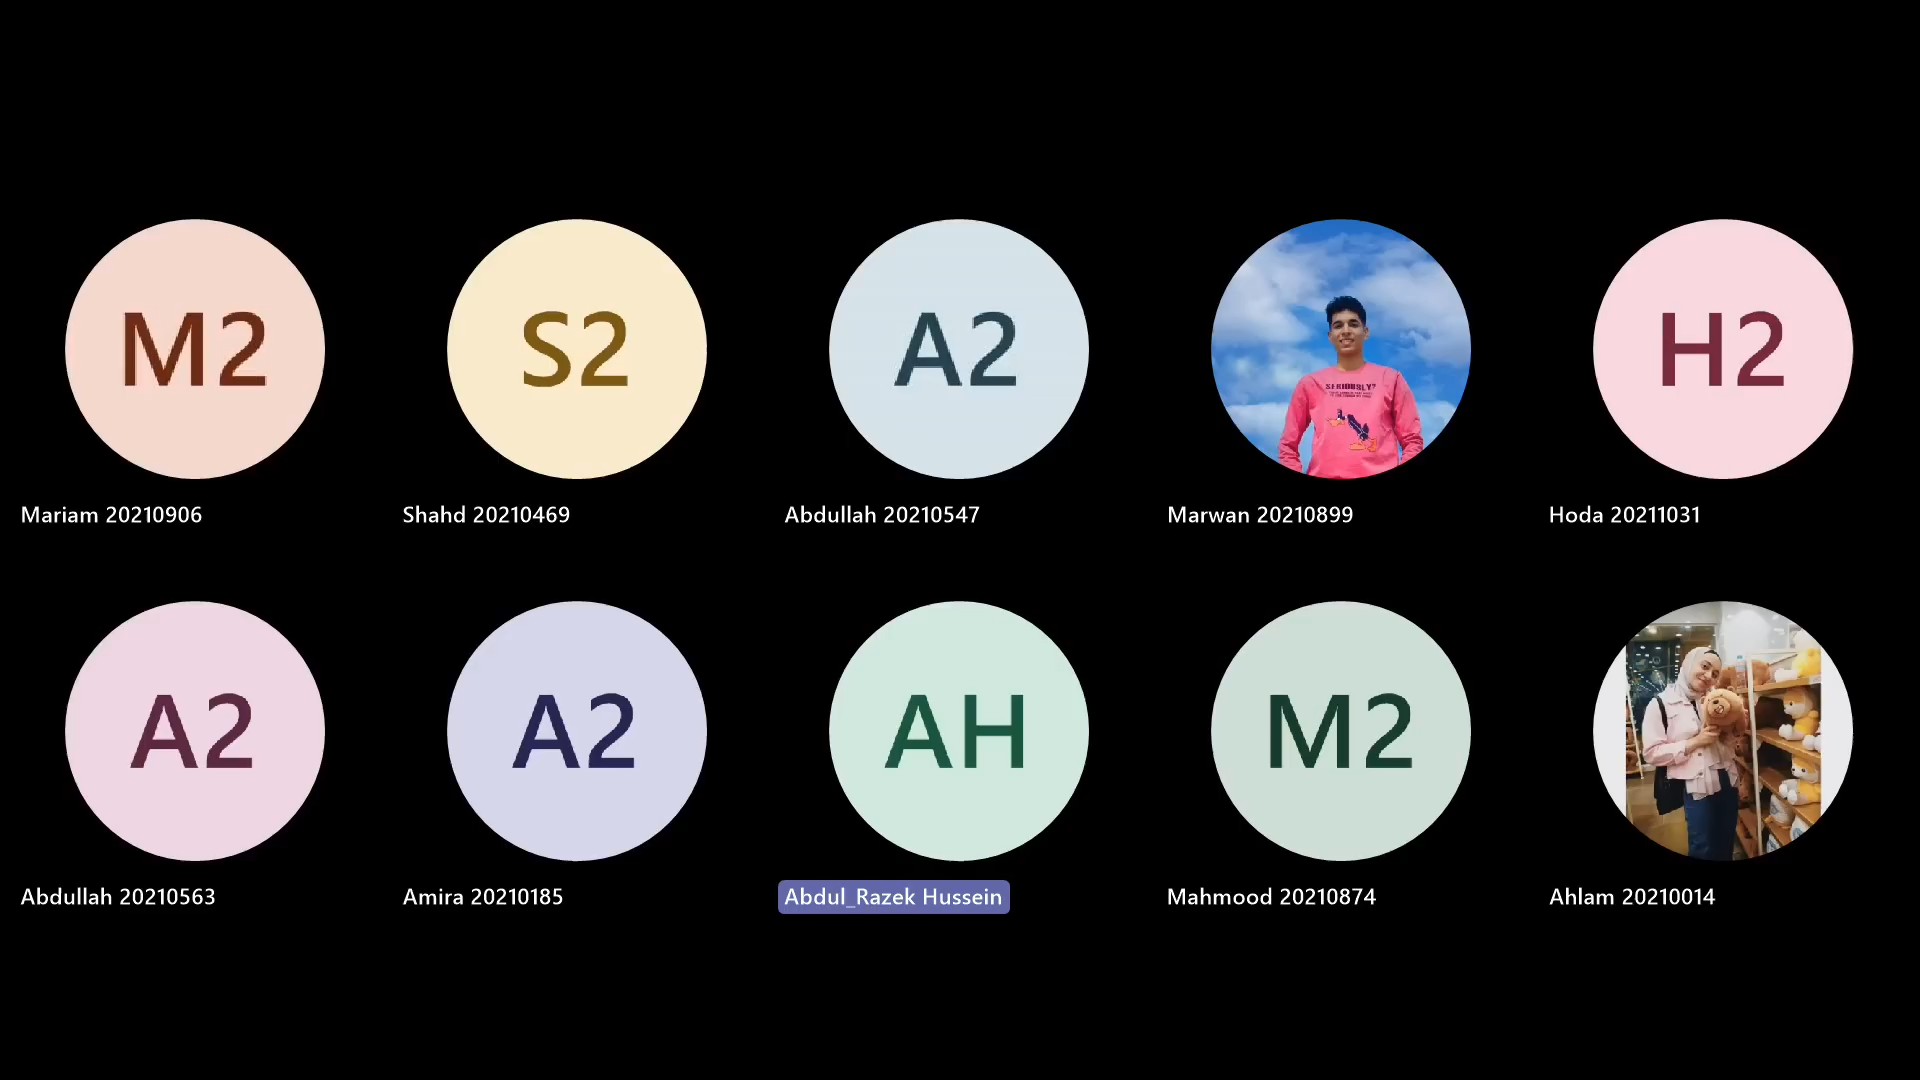 M2
S2
A2
SERIOUSLY?
H2
Mariam 20210906
Shahd 20210469
Abdullah 20210547
Marwan 20210899
Hoda 20211031
A2
A2
AH
M2
Abdullah 20210563
Amira 20210185
Abdul_Razek Hussein
Mahmood 20210874
Ahlam 20210014